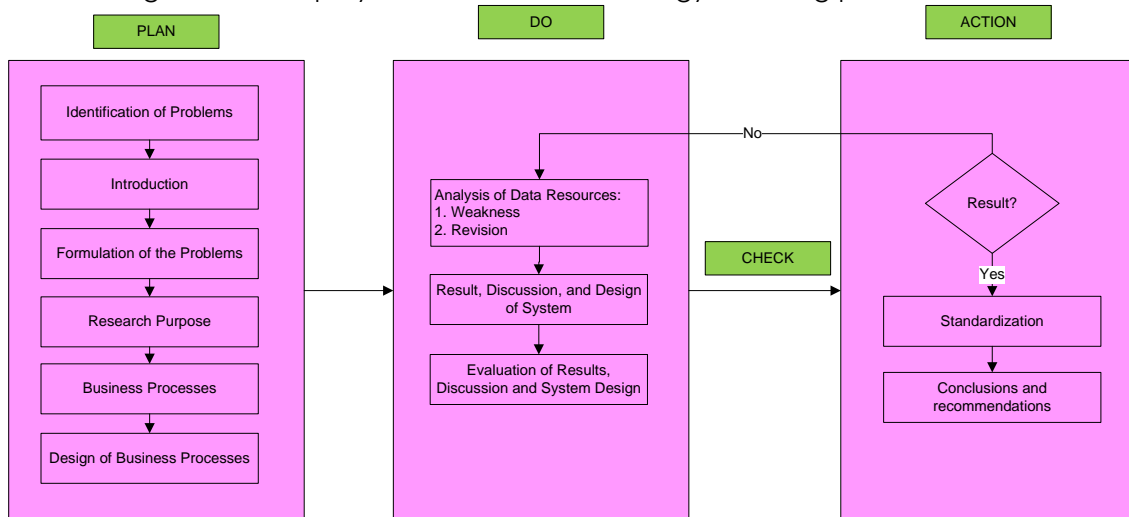 PLAN
DO
ACTION
Identification of Problems
Introduction
Formulation of the Problems
Research Purpose
Business Processes
Design of Business Processes
Analysis of Data Resources:
1. Weakness
2. Revision
Result, Discussion, and Design
of System
Evaluation of Results,
Discussion and System Design
CHECK
No
Result?
Yes
Standardization
Conclusions and
recommendations